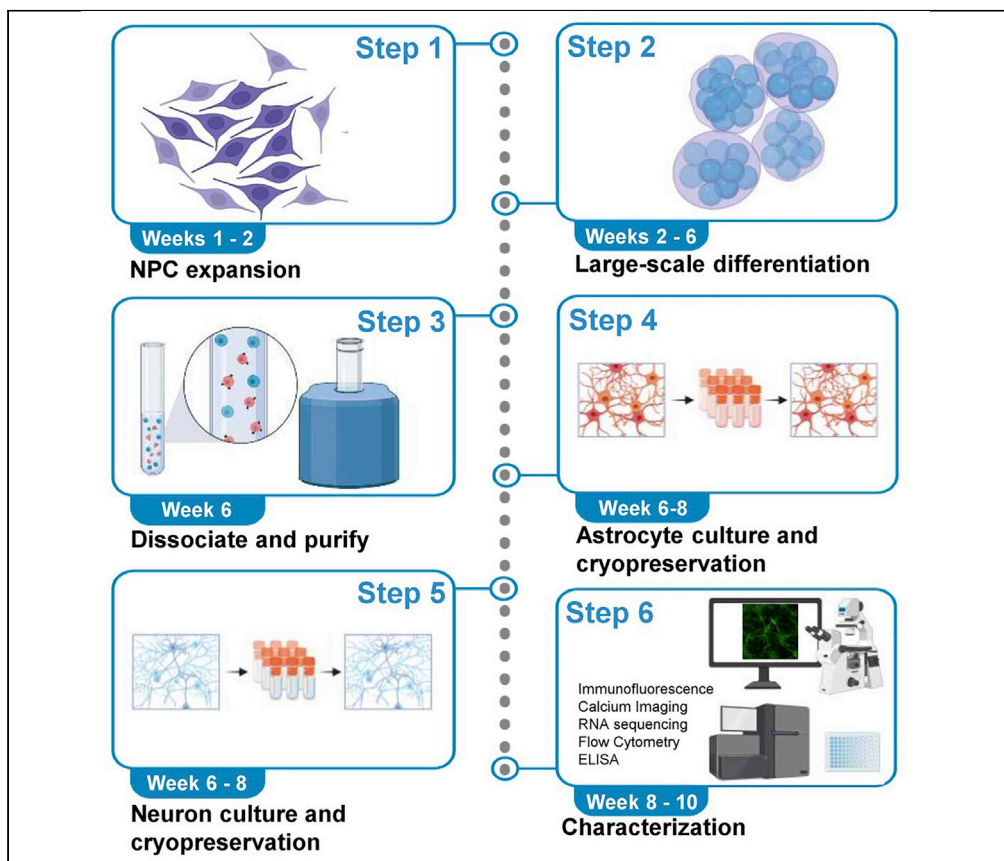 Step 1
Weeks 1 - 2
NPC expansion
Step 2
Weeks 2 - 6
Large-scale differentiation
Step 3
Week 6
Dissociate and purify
Step 4
Week 6-8
Astrocyte culture and
cryopreservation
Step 5
Week 6 - 8
Neuron culture and
cryopreservation
Step 6
Immunofluorescence
Calcium Imaging
RNA sequencing
Flow Cytometry
ELISA
Week 8 - 10
Characterization